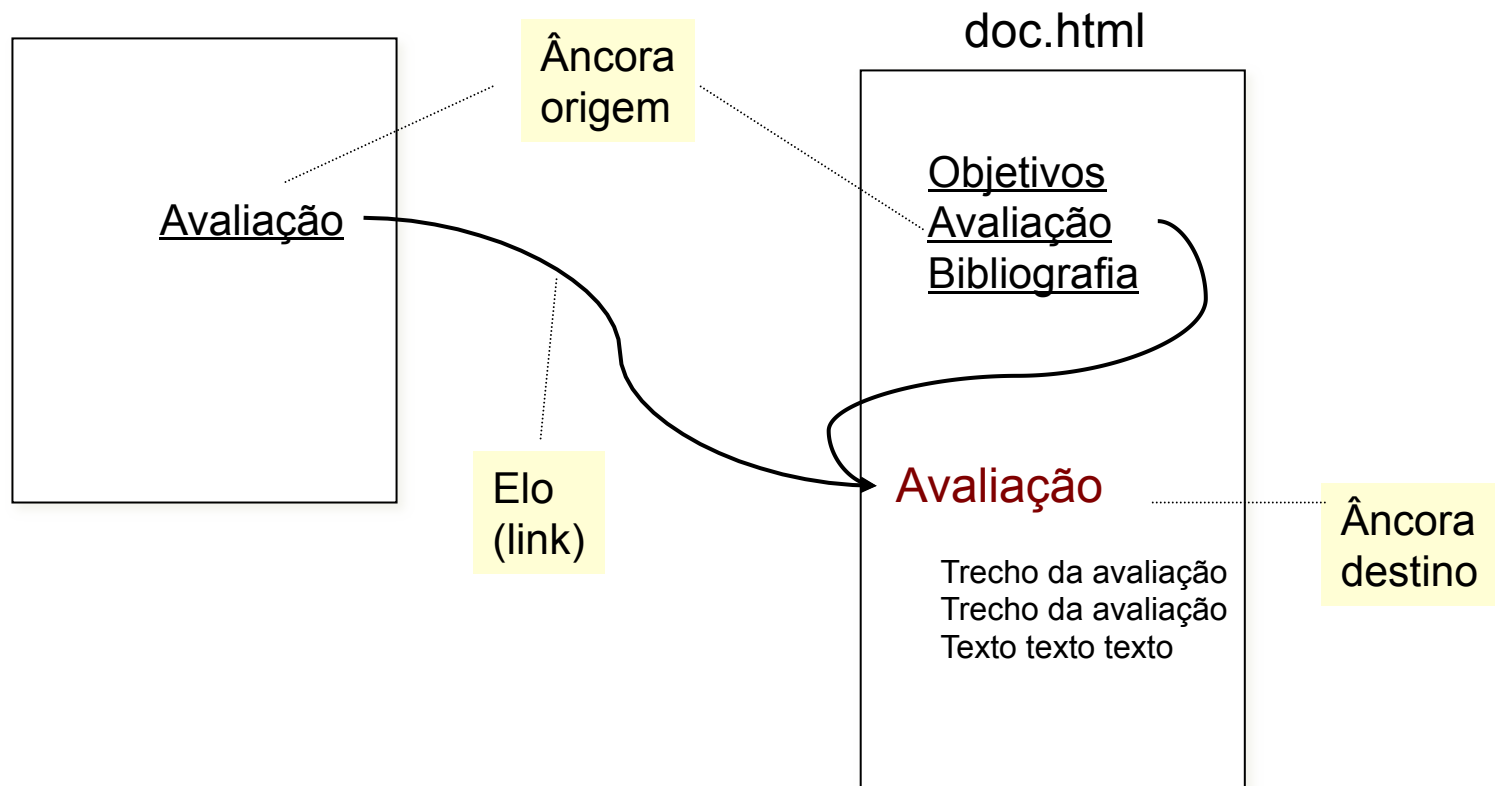 doc.html
Âncora
origem
Avaliação
Objetivos
Avaliação
Bibliografia
Elo
(link)
Avaliação
Âncora
destino
Trecho da avaliação
Trecho da avaliação
Texto texto texto